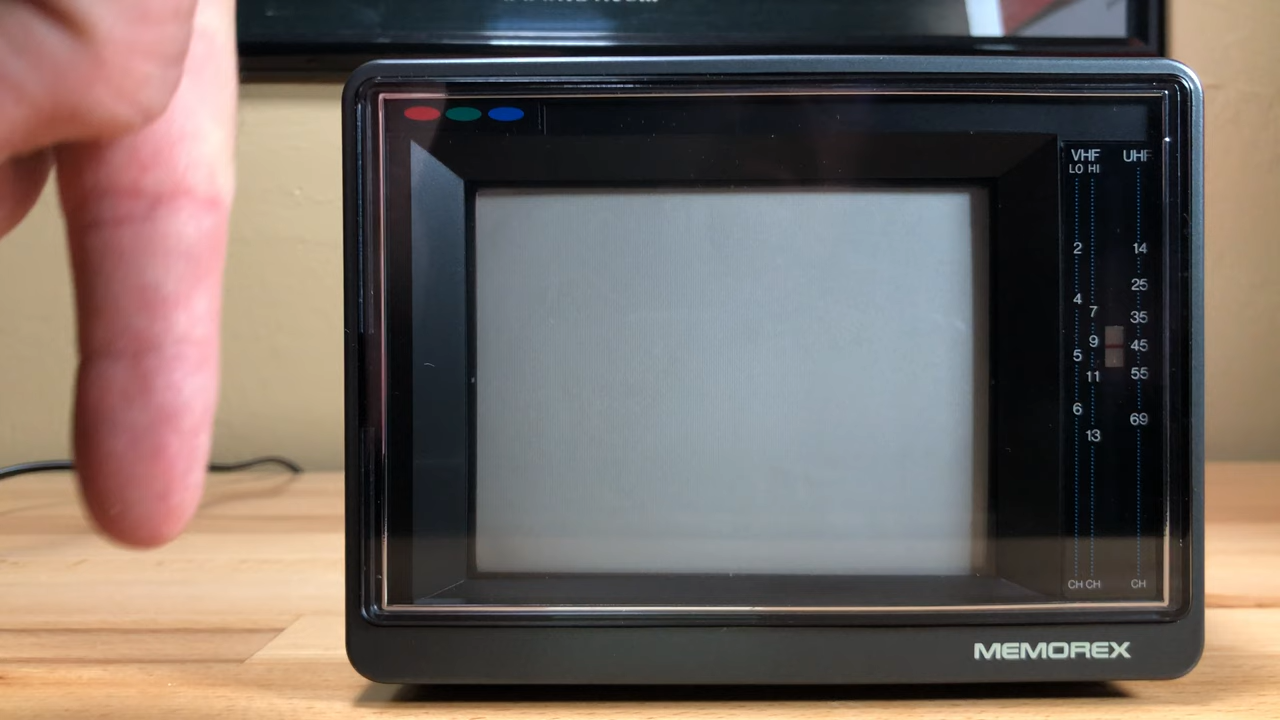 VHF UHF
LO HI
2 14
25
4 35
7
9 45
5
11 55
6 69
13
CH CH CH
MEMOREX